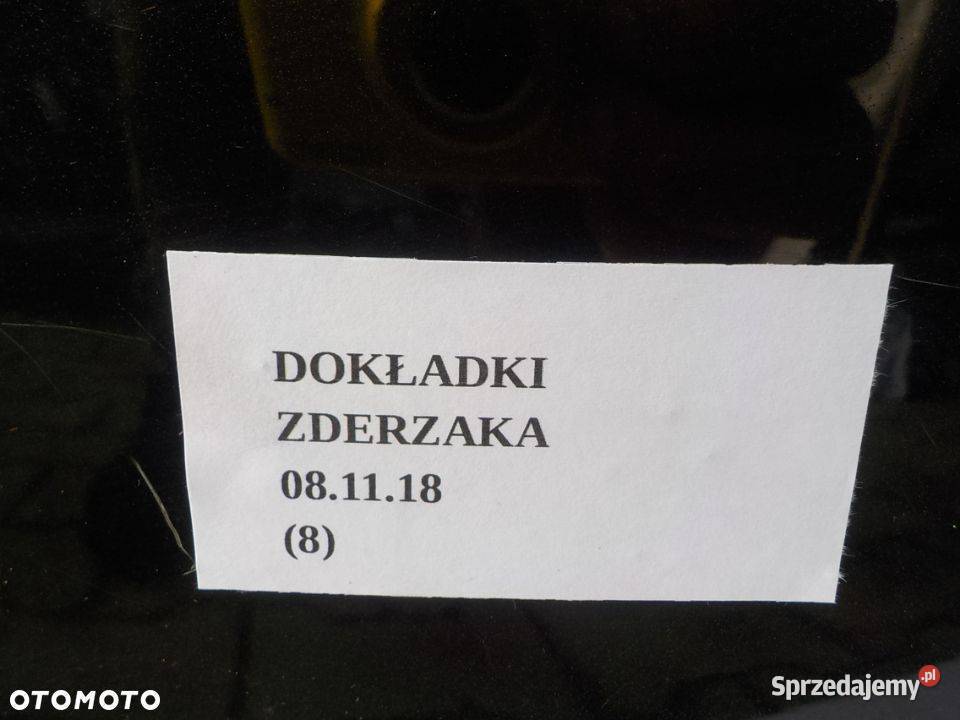 DOKŁADKI
ZDERZAKA
08.11.18
(8)
OTOMOTO
Sprzedajemy.pl